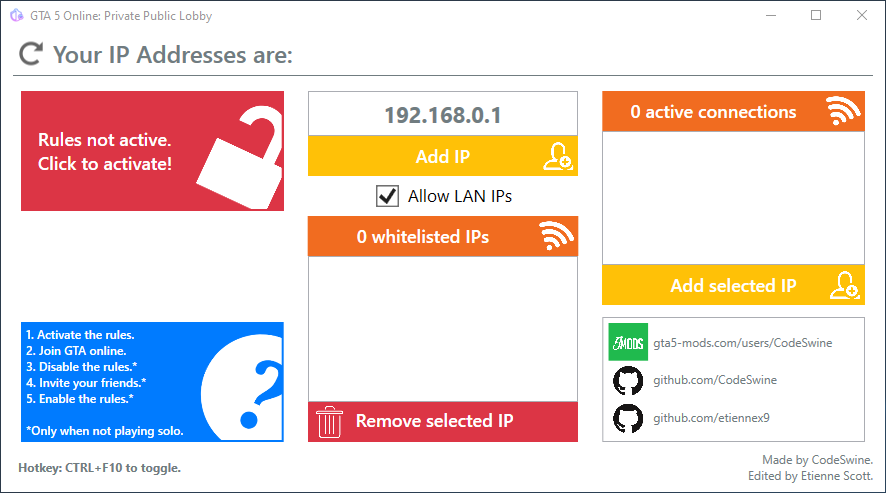 GTA 5 Online: Private Public Lobby
Your IP Addresses are:
Rules not active.
Click to activate!
1. Activate the rules.
2. Join GTA online.
3. Disable the rules.*
4. Invite your friends.*
5. Enable the rules.*
*Only when not playing solo.
Hotkey: CTRL+F10 to toggle.
192.168.0.1
Add IP
Allow LAN IPs
0 whitelisted IPs
Remove selected IP
0 active connections
Add selected IP
5MODS
gta5-mods.com/users/CodeSwine
github.com/CodeSwine
github.com/etiennex9
Made by CodeSwine.
Edited by Etienne Scott.